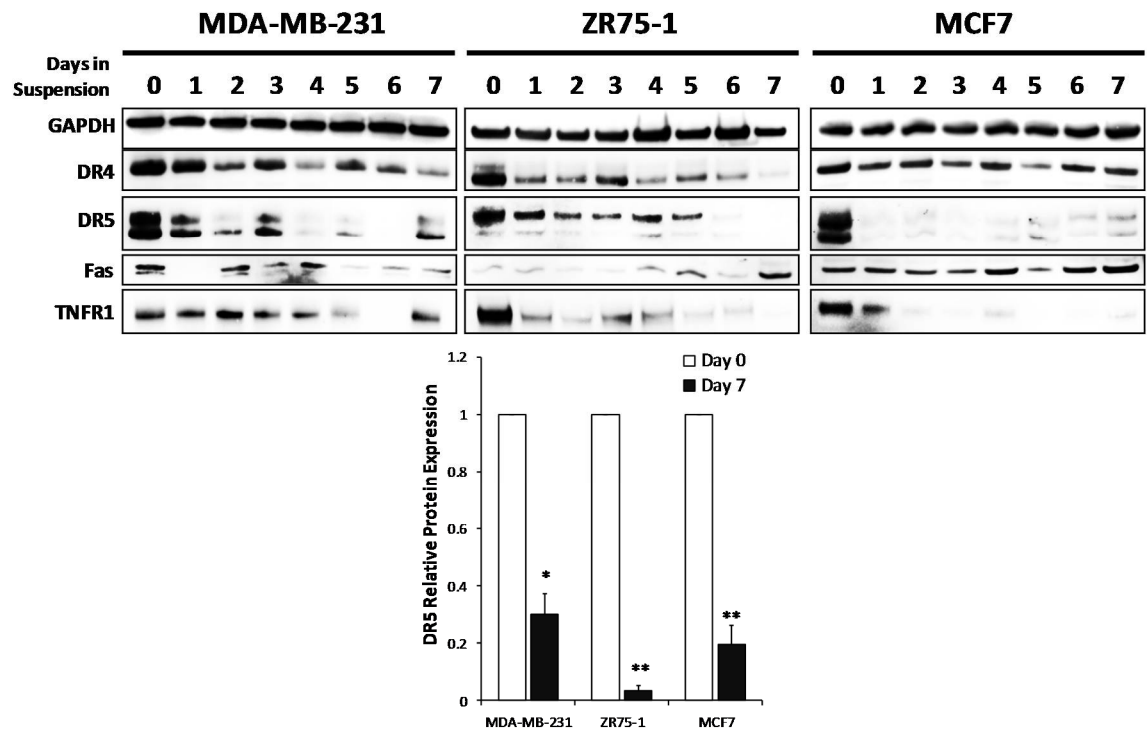 MDA-MB-231 ZR75-1 MCF7
Days in
Suspension
0 1 2 3 4 5 6 7 0 1 2 3 4 5 6 7 0 1 2 3 4 5 6 7
GAPDH
DR4
DR5
Fas
TNFR1
1.2
Day 0
Day 7
1
0.8
0.6
0.4
0.2
0
DR5 Relative Protein Expression
*
**
**
MDA-MB-231 ZR75-1 MCF7